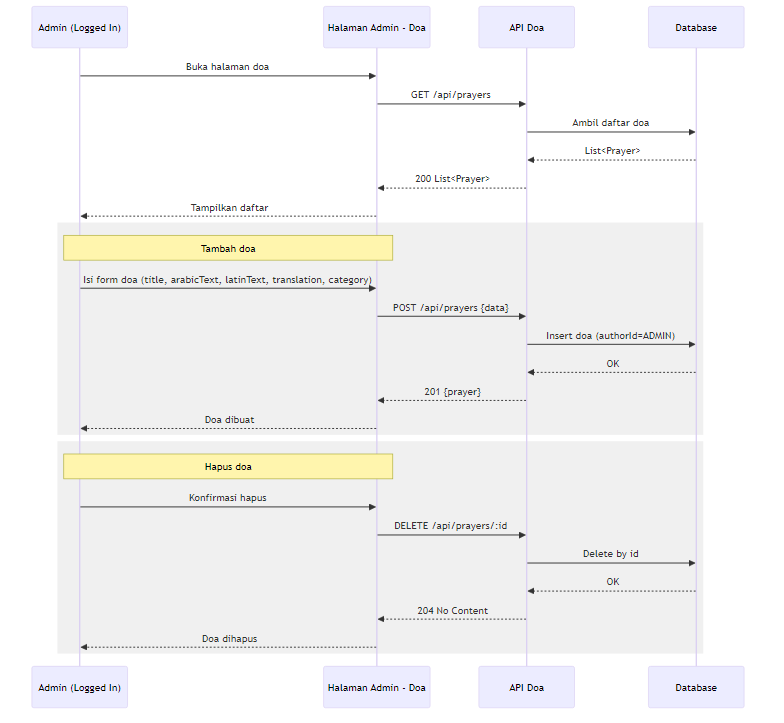 Admin (Logged In)
Halaman Admin - Doa
API Doa
Database
Buka halaman doa
GET /api/prayers
Ambil daftar doa
List<Prayer>
200 List<Prayer>
Tampilkan daftar
Tambah doa
Isi form doa (title, arabicText, latinText, translation, category)
POST /api/prayers {data}
Insert doa (authorId=ADMIN)
OK
201 {prayer}
Doa dibuat
Hapus doa
Konfirmasi hapus
DELETE /api/prayers/:id
Delete by id
OK
204 No Content
Doa dihapus
Admin (Logged In)
Halaman Admin - Doa
API Doa
Database